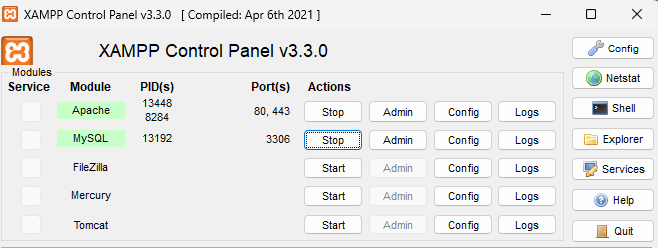 XAMPP Control Panel v3.3.0 [ Compiled: Apr 6th 2021 ]
XAMPP Control Panel v3.3.0
Config
Modules
Service Module PID(s) Port(s) Actions
Netstat
Apache 13448 8284 80, 443 Stop Admin Config Logs
Shell
MySQL 13192 3306 Stop Admin Config Logs
Explorer
FileZilla Start Admin Config Logs
Services
Mercury Start Admin Config Logs
Help
Tomcat Start Admin Config Logs
Quit